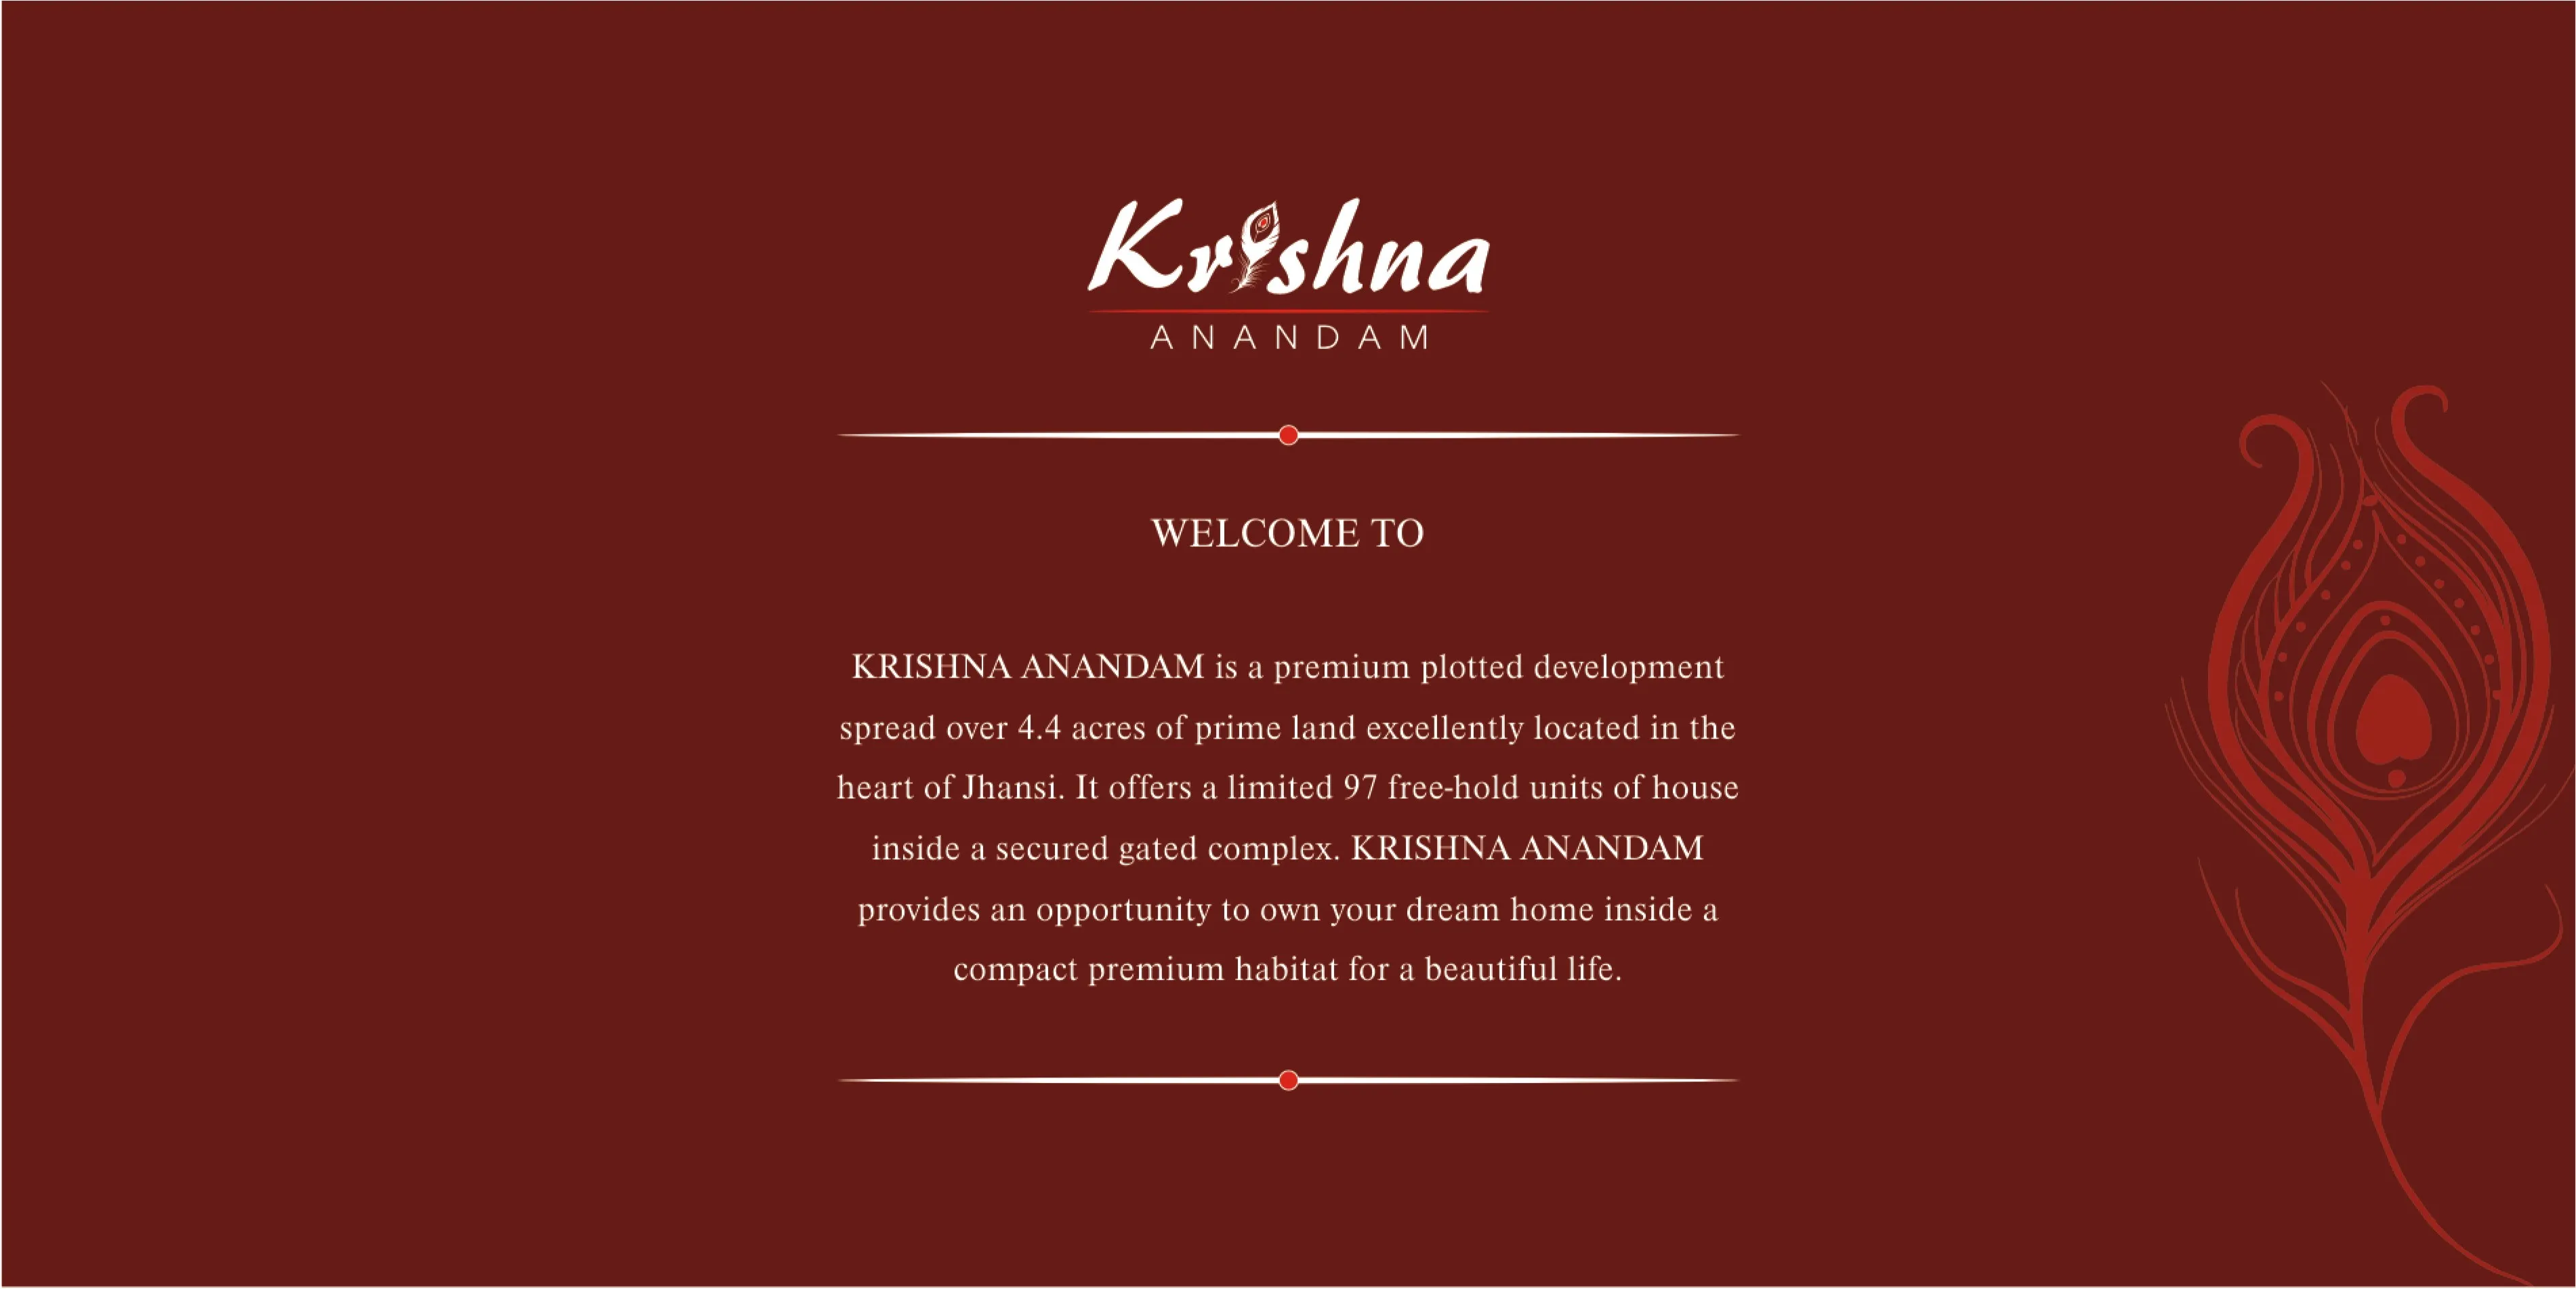 Krishna
ANANDAM
WELCOME TO
KRISHNA ANANDAM is a premium plotted development
spread over 4.4 acres of prime land excellently located in the
heart of Jhansi. It offers a limited 97 free-hold units of house
inside a secured gated complex. KRISHNA ANANDAM
provides an opportunity to own your dream home inside a
compact premium habitat for a beautiful life.